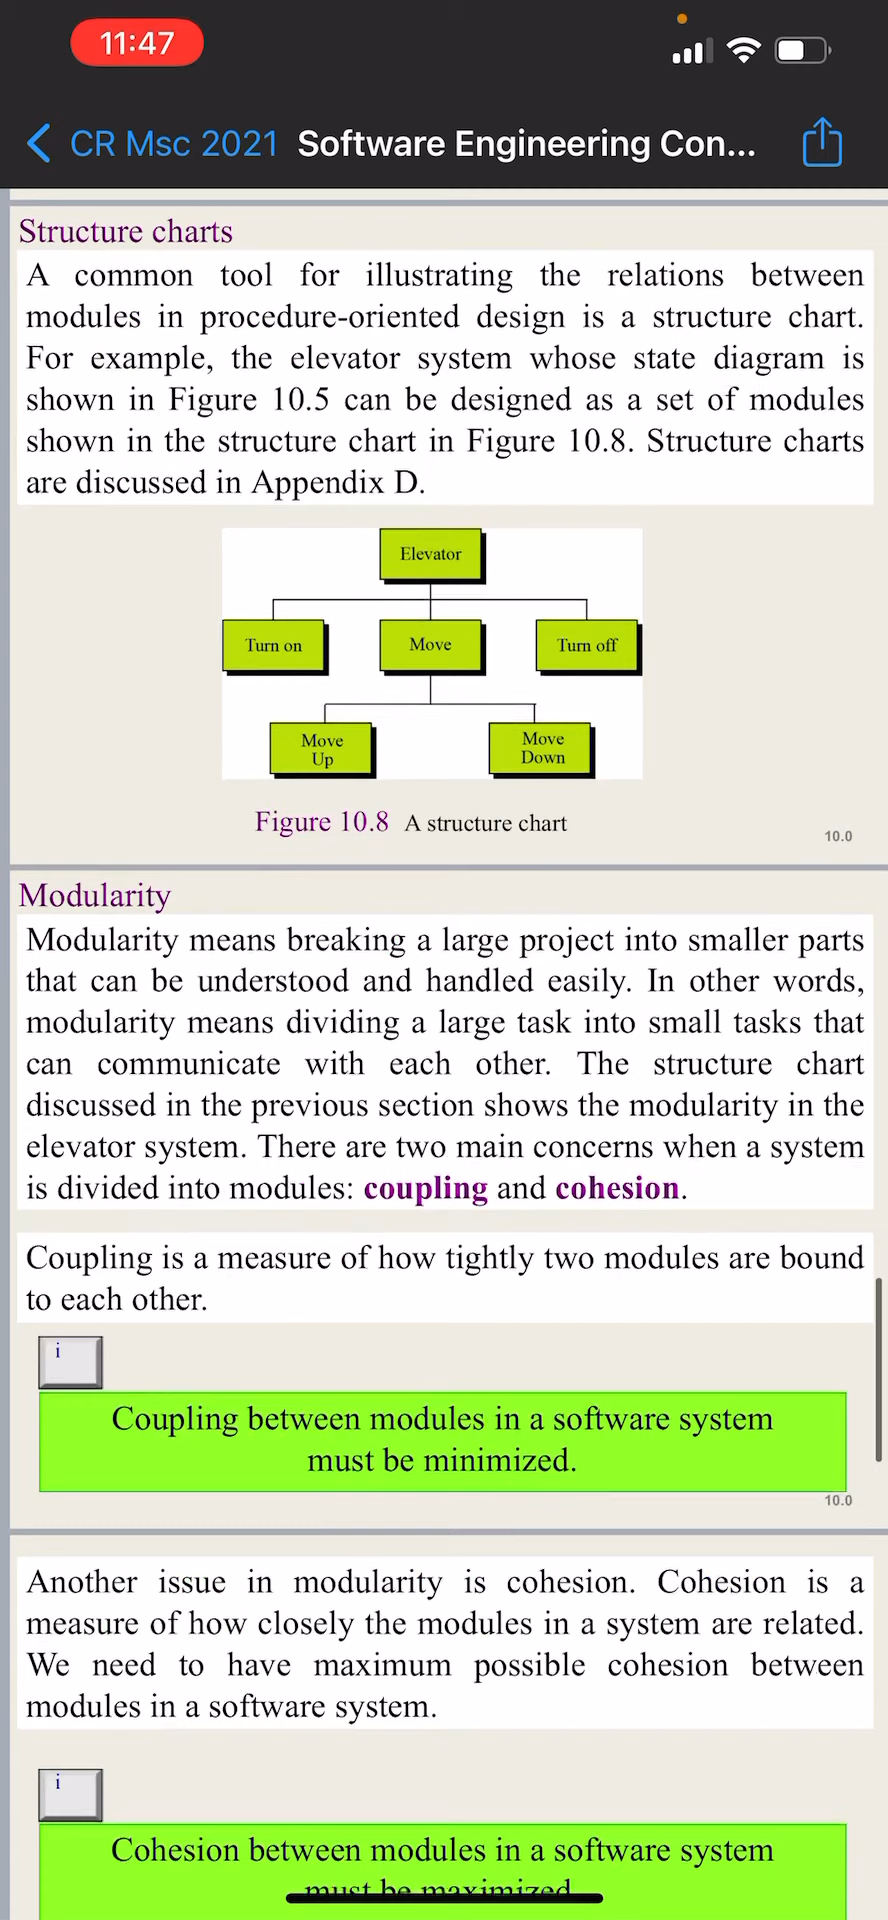 11:47
CR Msc 2021 Software Engineering Con...
Structure charts
A common tool for illustrating the relations between
modules in procedure-oriented design is a structure chart.
For example, the elevator system whose state diagram is
shown in Figure 10.5 can be designed as a set of modules
shown in the structure chart in Figure 10.8. Structure charts
are discussed in Appendix D.
Elevator
Turn on Move Turn off
Move Move
Up Down
Figure 10.8 A structure chart
10.0
Modularity
Modularity means breaking a large project into smaller parts
that can be understood and handled easily. In other words,
modularity means dividing a large task into small tasks that
can communicate with each other. The structure chart
discussed in the previous section shows the modularity in the
elevator system. There are two main concerns when a system
is divided into modules: coupling and cohesion.
Coupling is a measure of how tightly two modules are bound
to each other.
i
Coupling between modules in a software system
must be minimized.
10.0
Another issue in modularity is cohesion. Cohesion is a
measure of how closely the modules in a system are related.
We need to have maximum possible cohesion between
modules in a software system.
i
Cohesion between modules in a software system
must be maximized